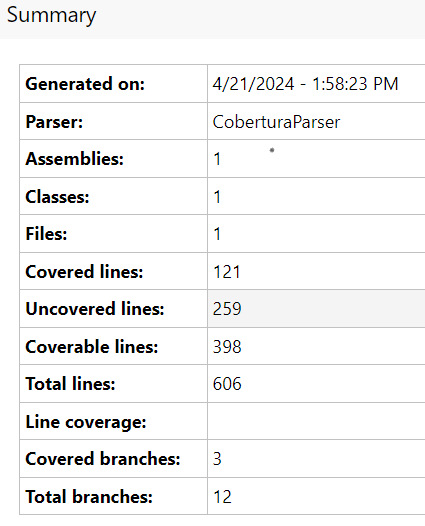 Summary
Generated on: 4/21/2024 - 1:58:23 PM
Parser: CoberturaParser
Assemblies: 1
Classes: 1
Files: 1
Covered lines: 121
Uncovered lines: 259
Coverable lines: 398
Total lines: 606
Line coverage:
Covered branches: 3
Total branches: 12